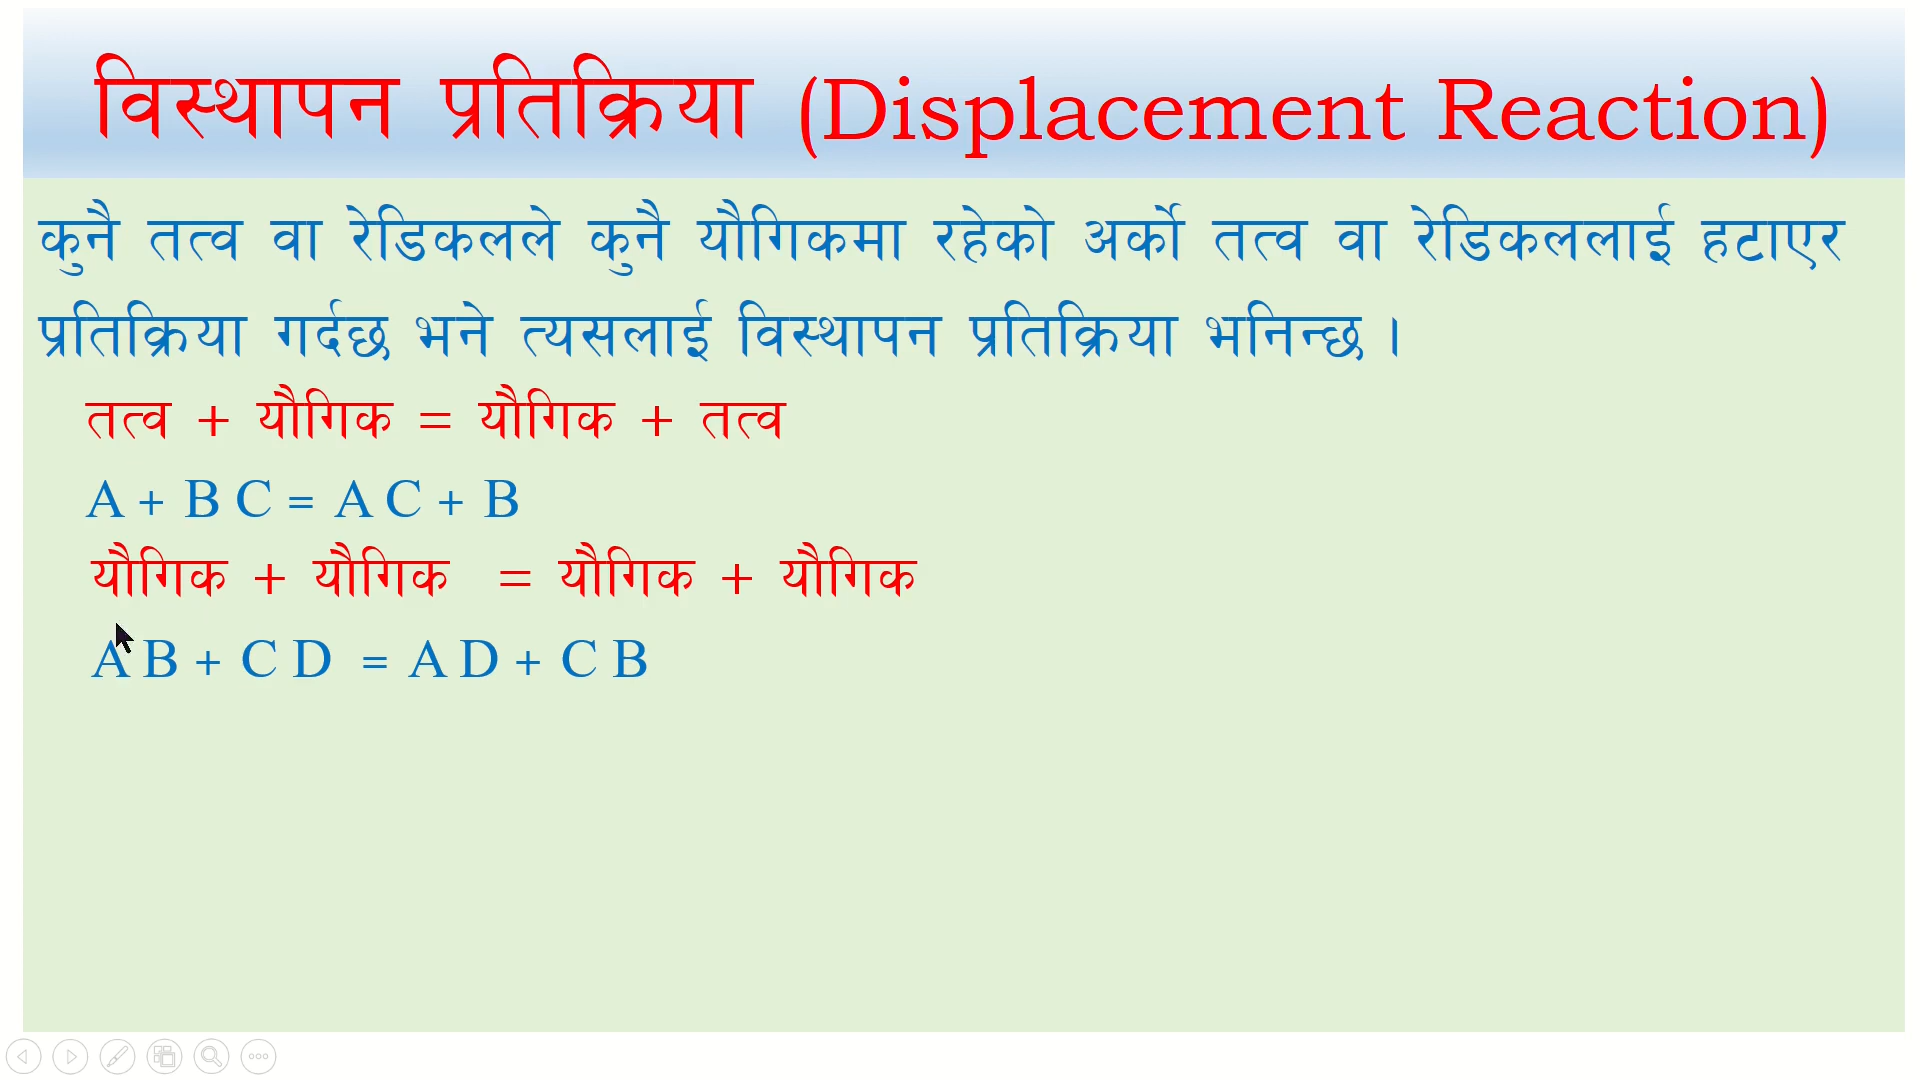 विस्थापन प्रतिक्रिया (Displacement Reaction)
कुनै तत्व वा रेडिकलले कुनै यौगिकमा रहेको अर्को तत्व वा रेडिकललाई हटाएर
प्रतिक्रिया गर्दछ भने त्यसलाई विस्थापन प्रतिक्रिया भनिन्छ ।
तत्व + यौगिक = यौगिक + तत्व
A + B C = A C + B
यौगिक + यौगिक = यौगिक + यौगिक
A B + C D = A D + C B